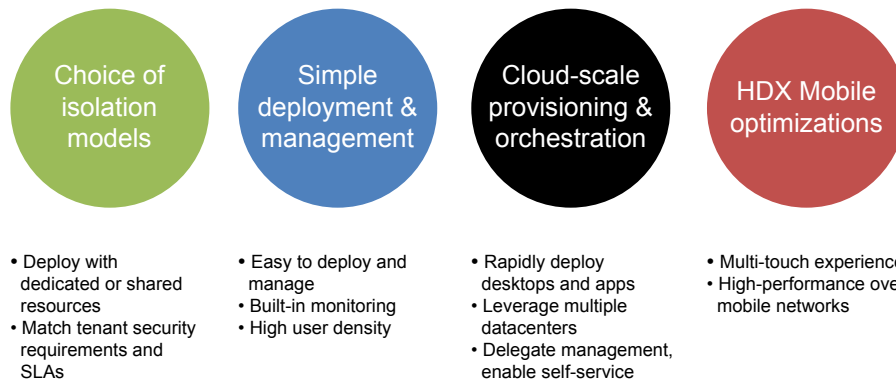 Choice of
isolation
models
Simple
deployment &
management
Cloud-scale
provisioning &
orchestration
HDX Mobile
optimizations
• Deploy with
dedicated or shared
resources
• Match tenant security
requirements and
SLAs
• Easy to deploy and
manage
• Built-in monitoring
• High user density
• Rapidly deploy
desktops and apps
• Leverage multiple
datacenters
• Delegate management,
enable self-service
• Multi-touch experience
• High-performance ove
mobile networks